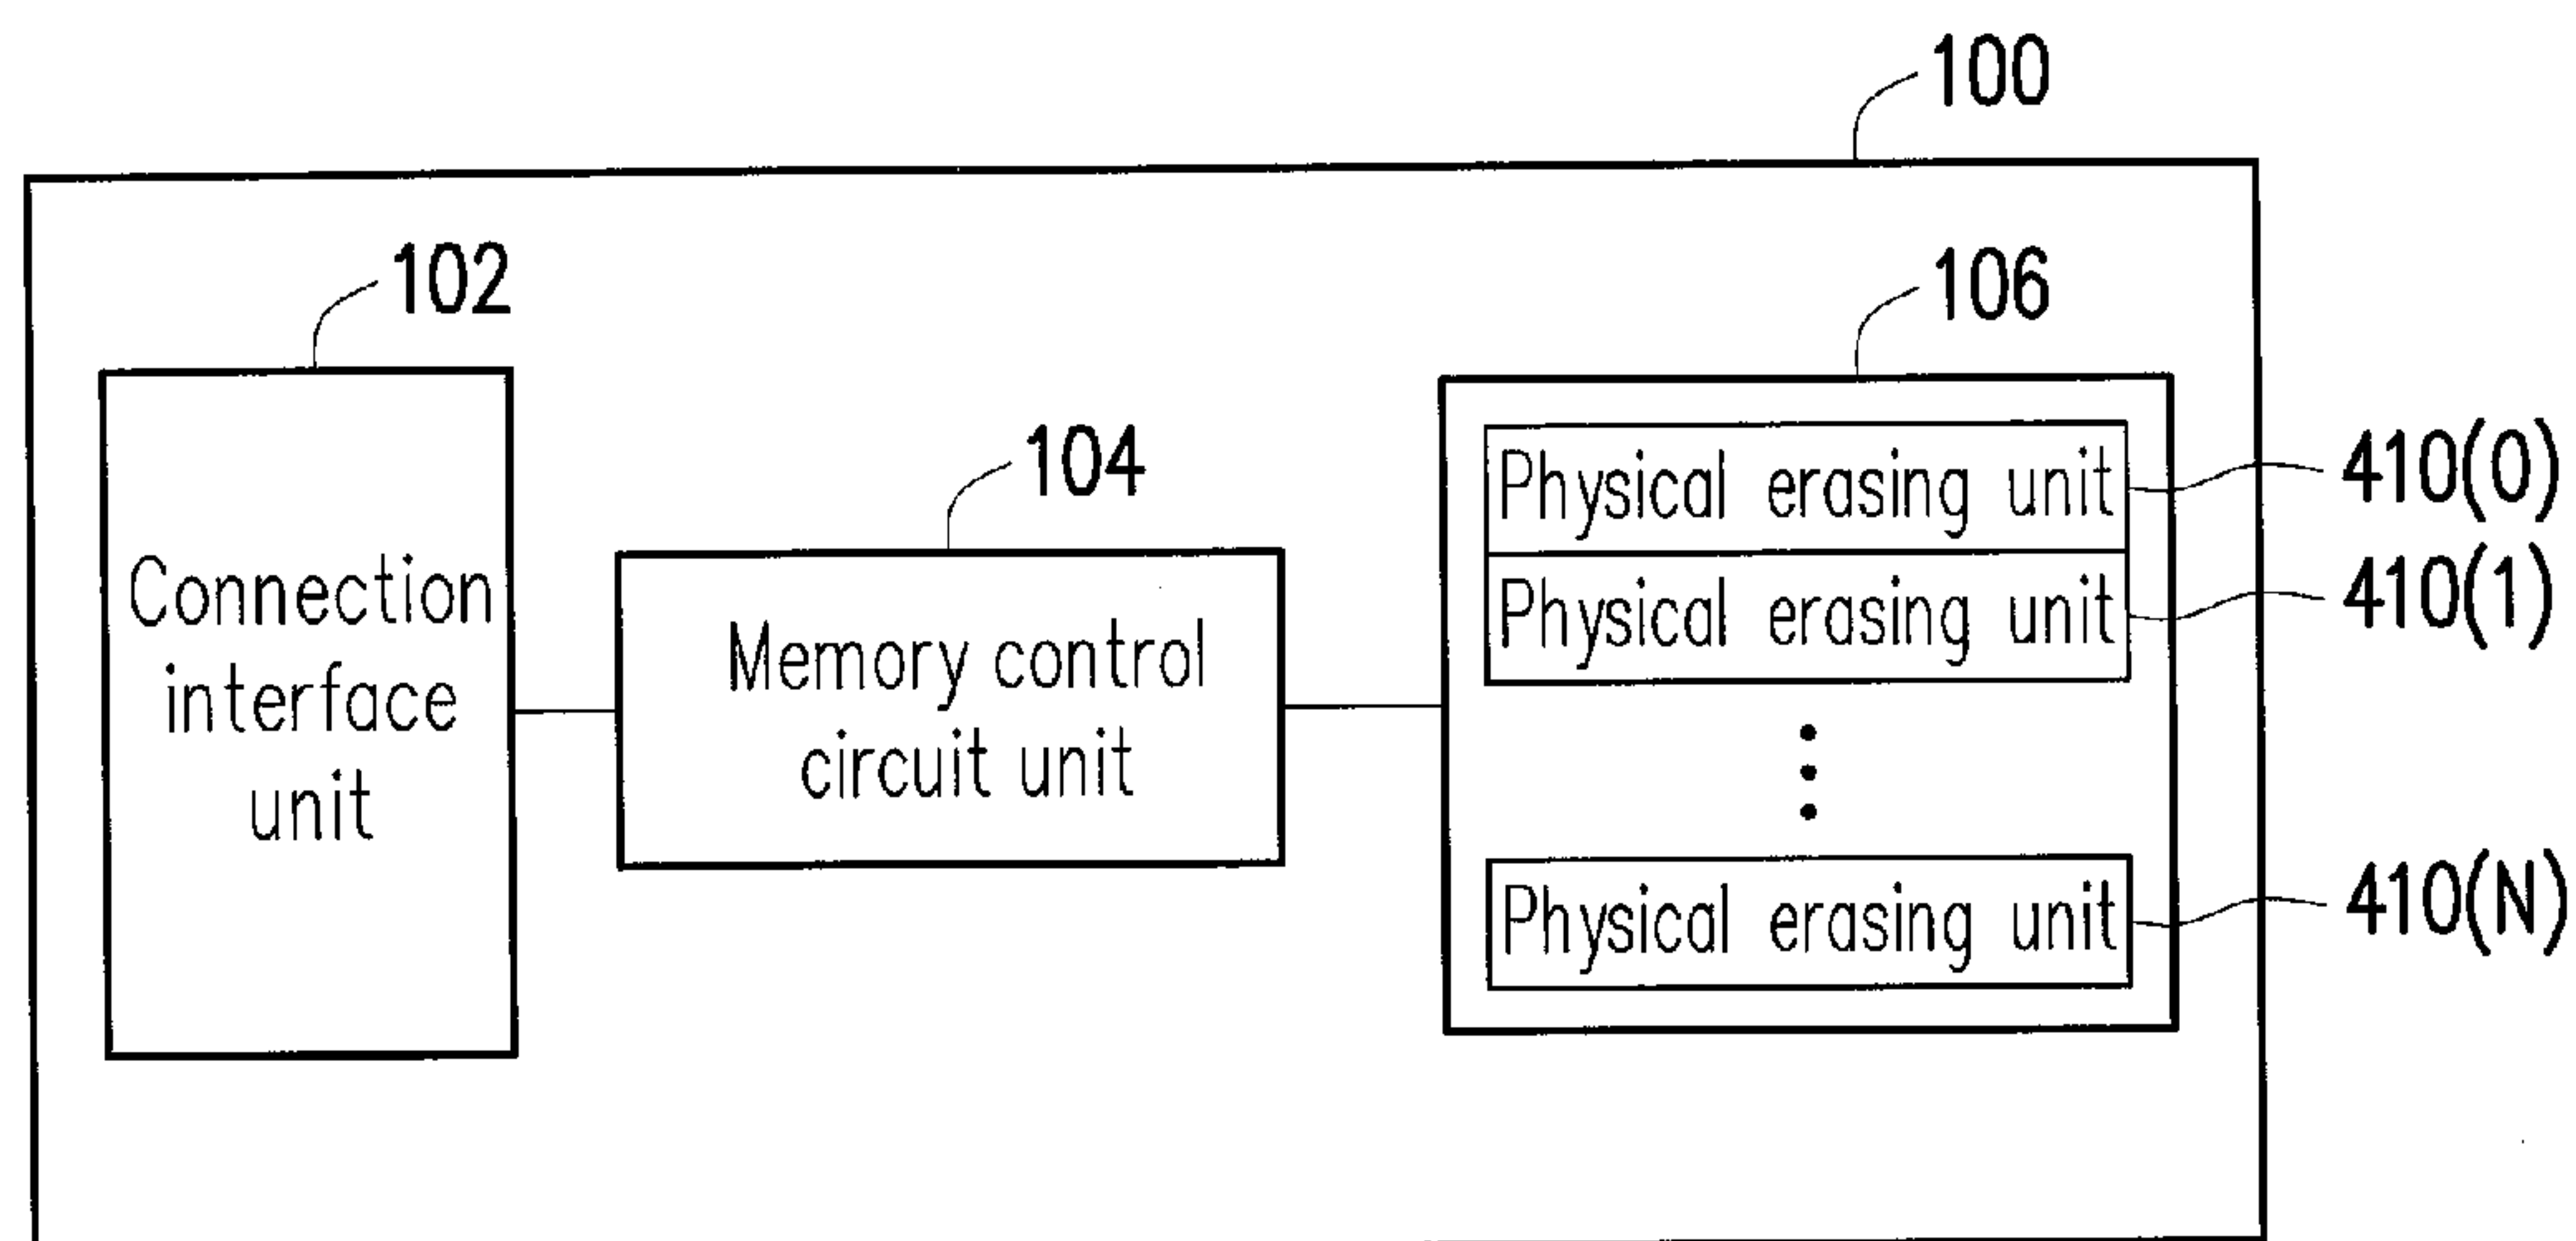 100
102
106
104
Physical erasing unit
410(0)
Physical erasing unit
410(1)
Connection
interface
unit
Memory control
circuit unit
Physical erasing unit
410(N)